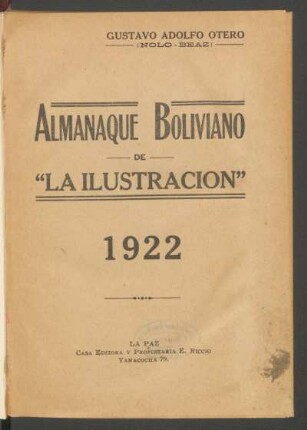 GUSTAVO ADOLFO OTERO
(NOLO-BEAZ)
ALMANAQUE BOLIVIANO
DE
"LA ILUSTRACION"
1922
LA PAZ
CASA EDITORA Y PROPIETARIA E. RICCIO
YANACOCHA 79.